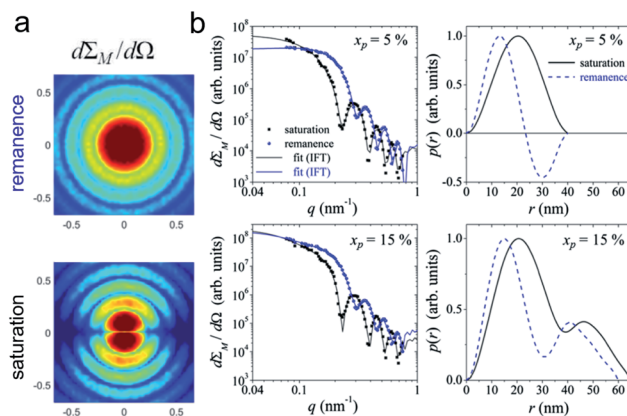 a
dΣ_M/dΩ
remanence
0.5
0
-0.5
-0.5 0 0.5
saturation
0.5
0
-0.5
-0.5 0 0.5
b
dΣ_M / dΩ (arb. units)
10^8
10^7
10^6
10^5
10^4
10^3
x_p = 5 %
saturation
remanence
fit (IFT)
fit (IFT)
0.04 0.1 1
q (nm^-1)
p(r) (arb. units)
1.0
0.5
0.0
-0.5
x_p = 5 %
saturation
remanence
0 10 20 30 40 50 60
r (nm)
dΣ_M / dΩ (arb. units)
10^8
10^7
10^6
10^5
10^4
10^3
x_p = 15 %
0.04 0.1 1
q (nm^-1)
p(r) (arb. units)
1.0
0.5
0.0
x_p = 15 %
0 10 20 30 40 50 60
r (nm)